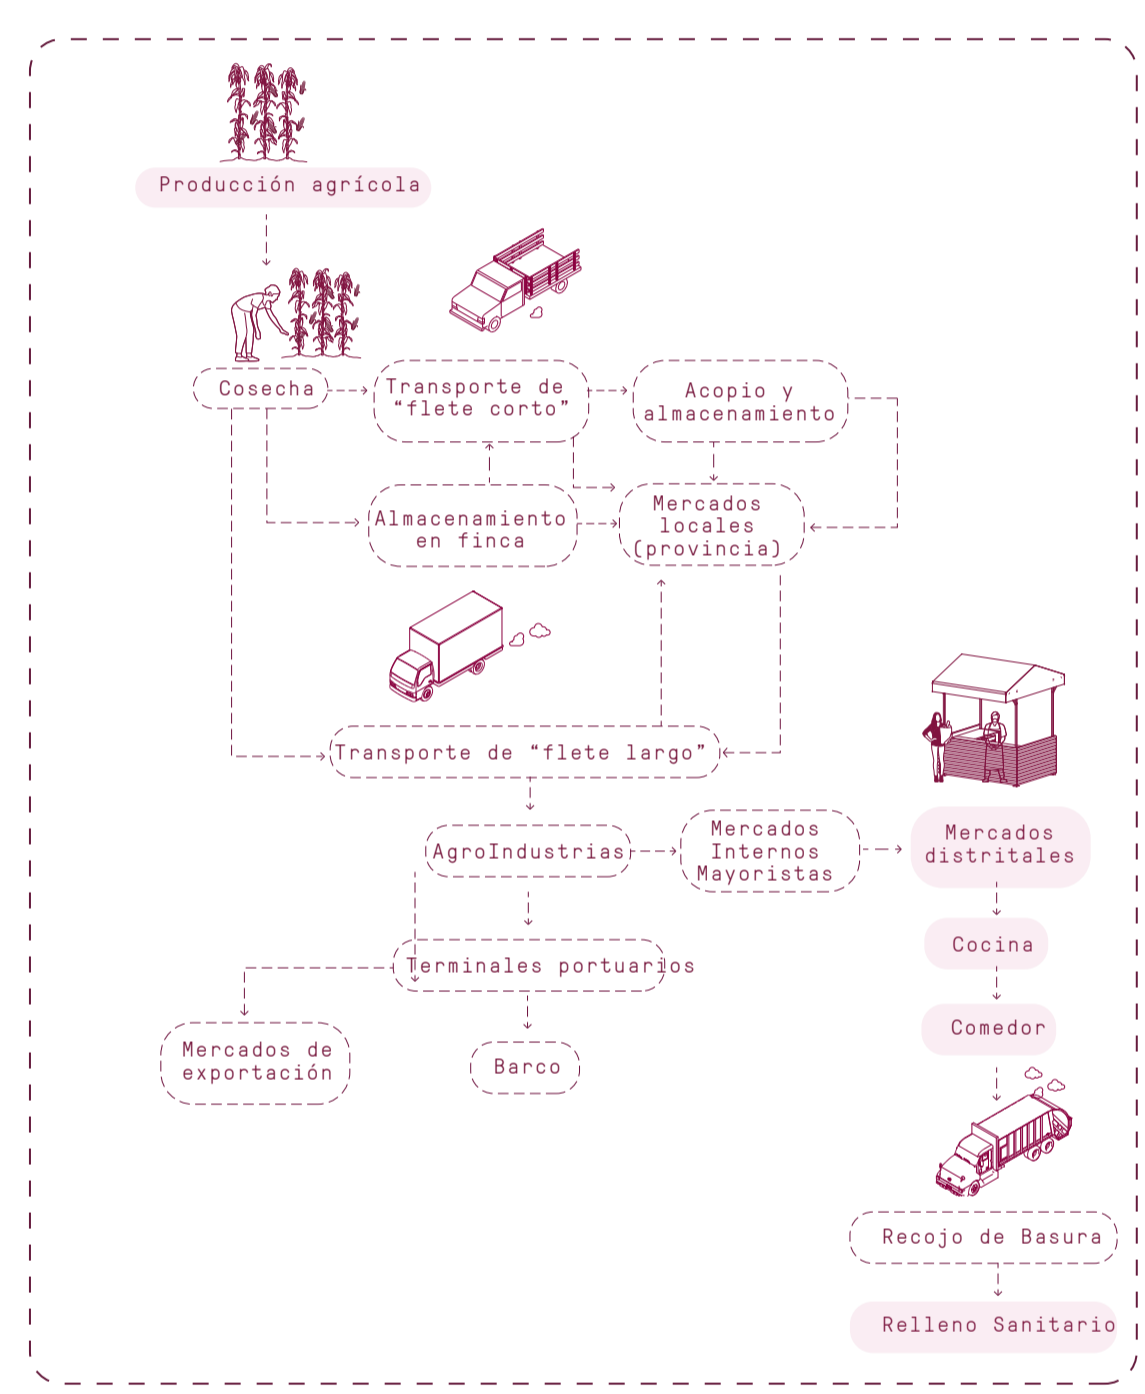 Producción agrícola
Cosecha
Transporte de
“flete corto”
Acopio y
almacenamiento
Almacenamiento
en finca
Mercados
locales
(provincia)
Transporte de “flete largo”
AgroIndustrias
Mercados
Internos
Mayoristas
Mercados
distritales
Terminales portuarios
Cocina
Mercados de
exportación
Barco
Comedor
Recojo de Basura
Relleno Sanitario